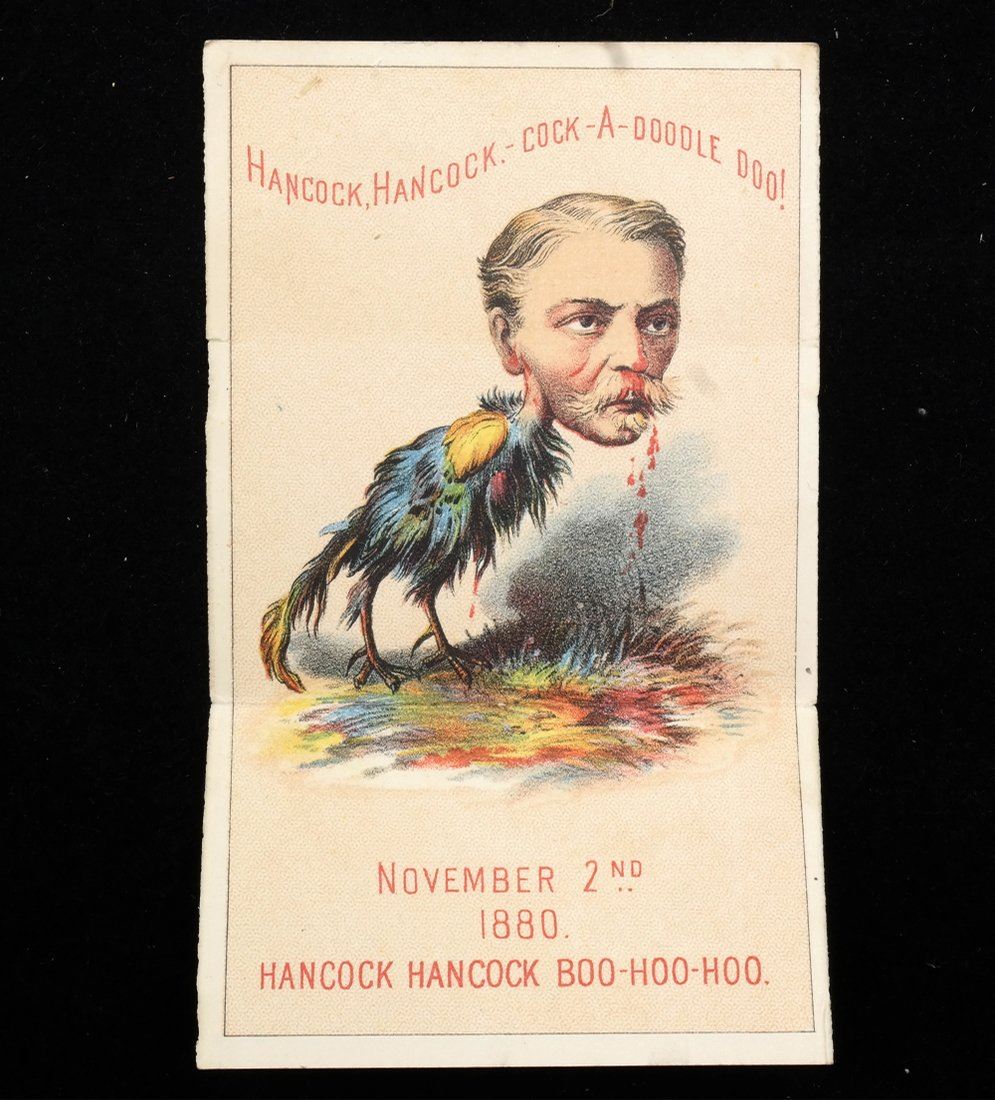 HANCOCK, HANCOCK.-COCK-A-DOODLE DOO!
NOVEMBER 2ND
1880.
HANCOCK HANCOCK BOO-HOO-HOO.